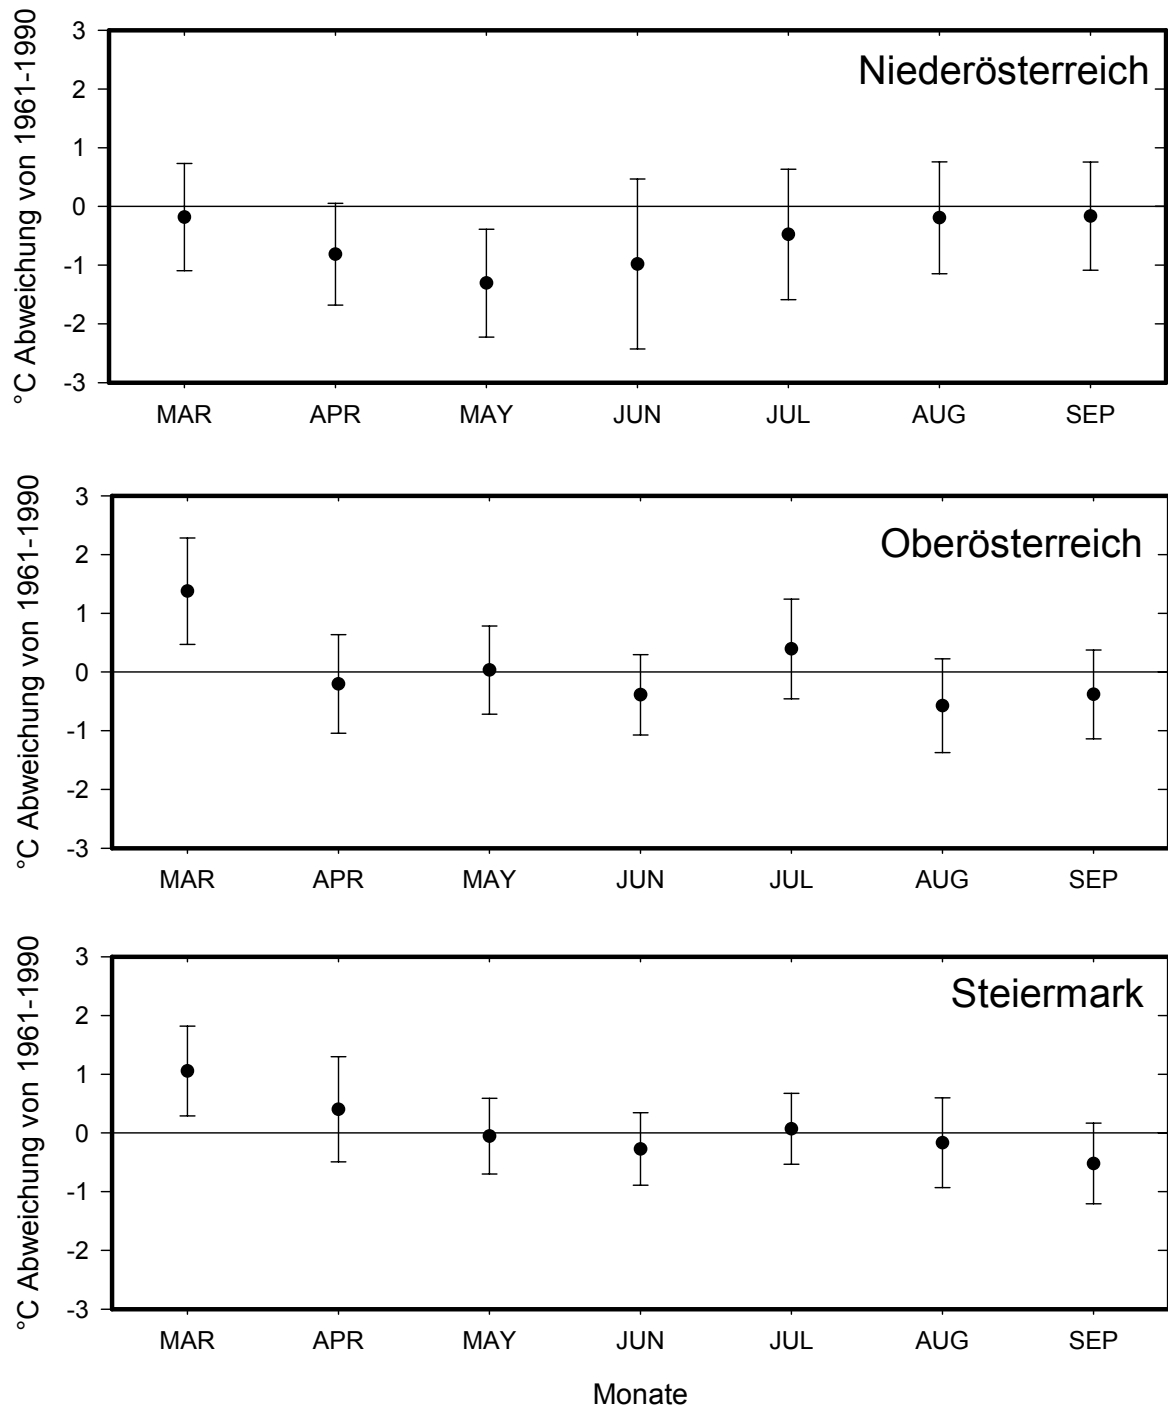 °C Abweichung von 1961-1990
3
2
1
0
-1
-2
-3
Niederösterreich
MAR APR MAY JUN JUL AUG SEP
°C Abweichung von 1961-1990
3
2
1
0
-1
-2
-3
Oberösterreich
MAR APR MAY JUN JUL AUG SEP
°C Abweichung von 1961-1990
3
2
1
0
-1
-2
-3
Steiermark
MAR APR MAY JUN JUL AUG SEP
Monate